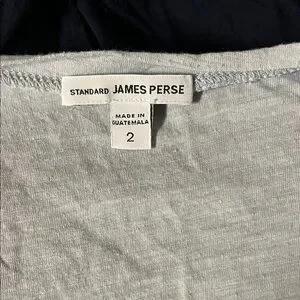 STANDARD JAMES PERSE
MADE IN
GUATEMALA
2